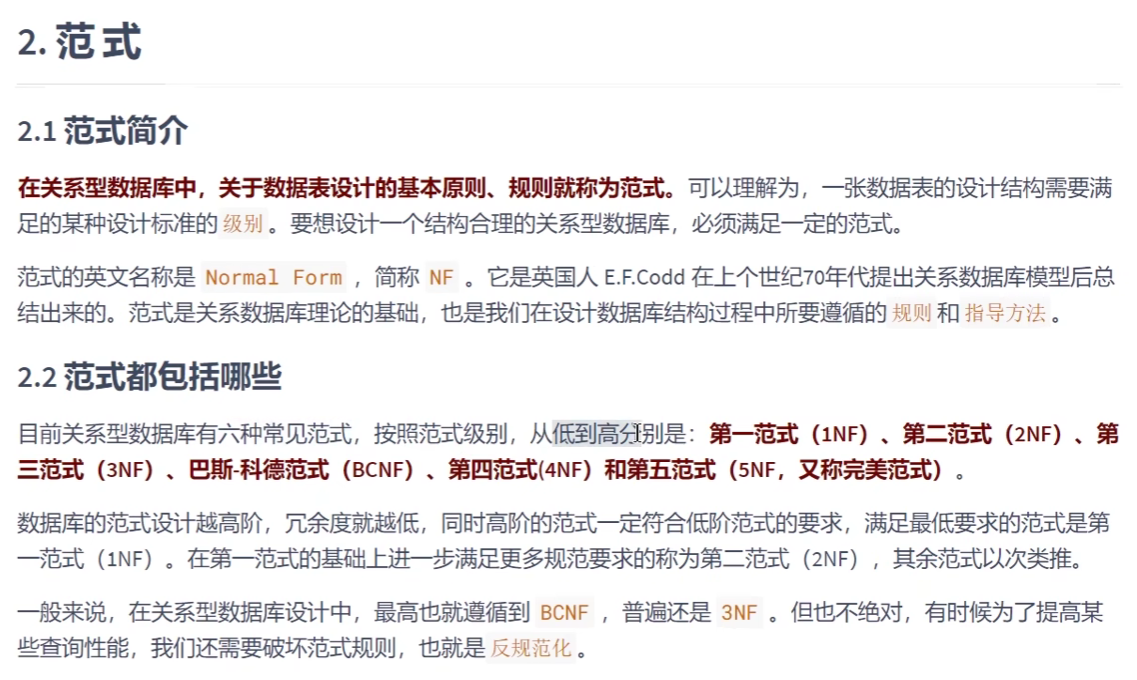 2. 范式
2.1 范式简介
在关系型数据库中，关于数据表设计的基本原则、规则就称为范式。可以理解为，一张数据表的设计结构需要满
足的某种设计标准的 级别 。要想设计一个结构合理的关系型数据库，必须满足一定的范式。
范式的英文名称是 Normal Form ，简称 NF 。它是英国人 E.F.Codd 在上个世纪70年代提出关系数据库模型后总
结出来的。范式是关系数据库理论的基础，也是我们在设计数据库结构过程中所要遵循的 规则 和 指导方法 。
2.2 范式都包括哪些
目前关系型数据库有六种常见范式，按照范式级别，从低到高分别是：第一范式（1NF）、第二范式（2NF）、第
三范式（3NF）、巴斯-科德范式（BCNF）、第四范式(4NF）和第五范式（5NF，又称完美范式）。
数据库的范式设计越高阶，冗余度就越低，同时高阶的范式一定符合低阶范式的要求，满足最低要求的范式是第
一范式（1NF）。在第一范式的基础上进一步满足更多规范要求的称为第二范式（2NF），其余范式以次类推。
一般来说，在关系型数据库设计中，最高也就遵循到 BCNF ，普遍还是 3NF 。但也不绝对，有时候为了提高某
些查询性能，我们还需要破坏范式规则，也就是 反规范化 。